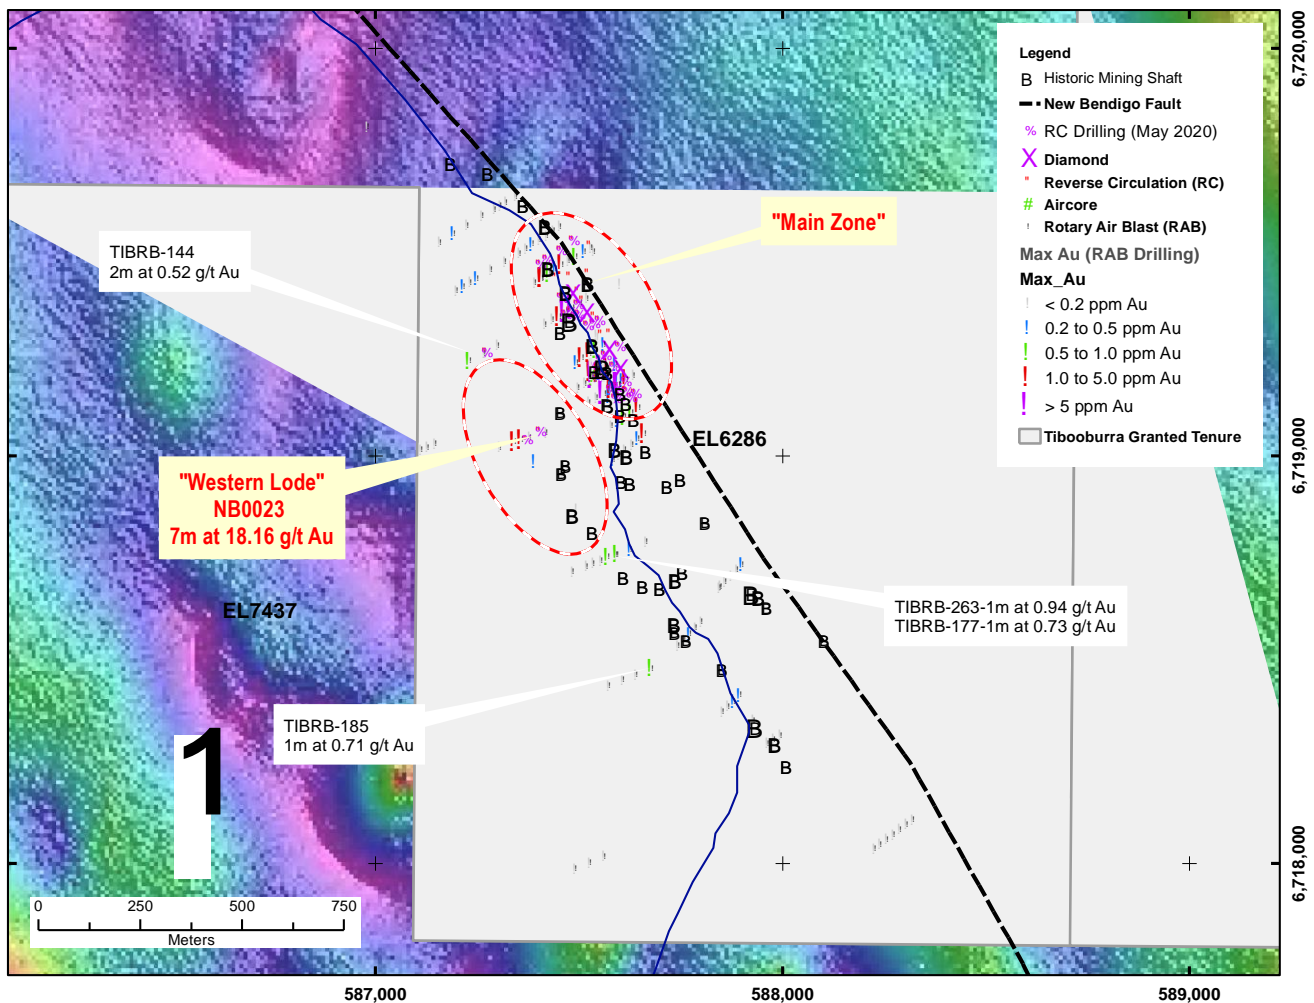 Legend
B Historic Mining Shaft
New Bendigo Fault
% RC Drilling (May 2020)
X Diamond
" Reverse Circulation (RC)
# Aircore
! Rotary Air Blast (RAB)
Max Au (RAB Drilling)
Max_Au
! < 0.2 ppm Au
! 0.2 to 0.5 ppm Au
! 0.5 to 1.0 ppm Au
! 1.0 to 5.0 ppm Au
! > 5 ppm Au
Tibooburra Granted Tenure
"Main Zone"
TIBRB-144
2m at 0.52 g/t Au
EL6286
"Western Lode"
NB0023
7m at 18.16 g/t Au
EL7437
TIBRB-263-1m at 0.94 g/t Au
TIBRB-177-1m at 0.73 g/t Au
TIBRB-185
1m at 0.71 g/t Au
1
0 250 500 750
Meters
587,000 588,000 589,000
6,720,000
6,719,000
6,718,000